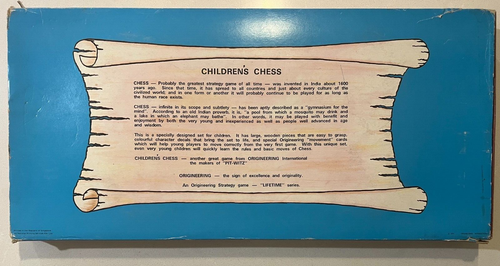 CHILDREN'S CHESS
CHESS — Probably the greatest strategy game of all time — was invented in India about 1600
years ago. Since that time, it has spread to all countries and just about every culture of the
civilized world; and in one form or another it will probably continue to be played for as long as
the human race exists.
CHESS — infinite in its scope and subtlety — has been aptly described as a "gymnasium for the
mind". According to an old Indian proverb, it is, "a pool from which a mosquito may drink and
a lake in which an elephant may bathe". In other words, it may be played with benefit and
enjoyment by both the very young and inexperienced as well as people well advanced in age
and wisdom.
This is a specially designed set for children. It has large, wooden pieces that are easy to grasp,
colourful character decals that bring the set to life, and special Origineering "movement" cards
which will help young players to move correctly from the very first game. With this unique set,
even very young children will quickly learn the rules and basic moves of Chess.
CHILDRENS CHESS — another great game from ORIGINEERING International
the makers of "PIT-WITZ"
ORIGINEERING — the sign of excellence and originality.
An Origineering Strategy game — "LIFETIME" series.